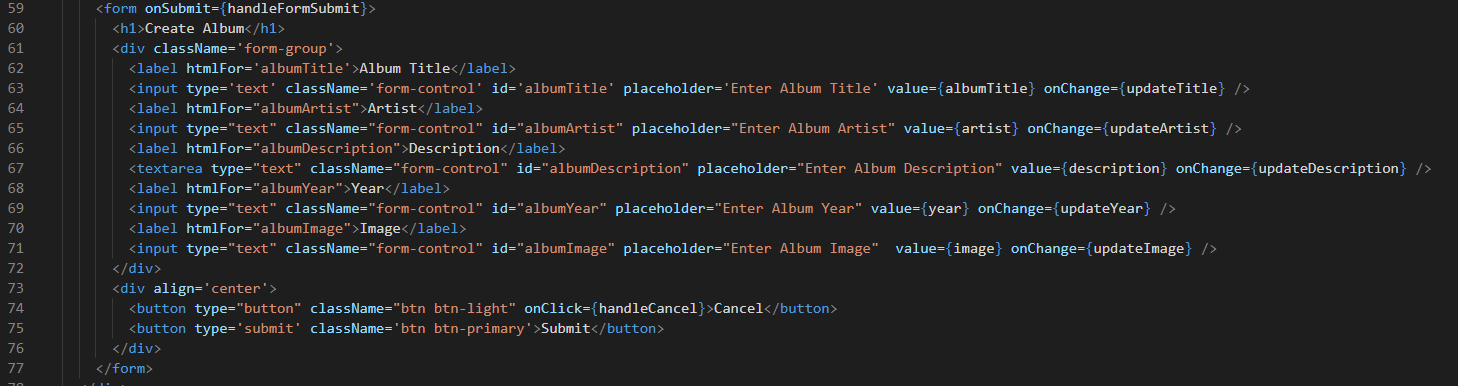 59 <form onSubmit={handleFormSubmit}>
60 <h1>Create Album</h1>
61 <div className='form-group'>
62 <label htmlFor='albumTitle'>Album Title</label>
63 <input type='text' className='form-control' id='albumTitle' placeholder='Enter Album Title' value={albumTitle} onChange={updateTitle} />
64 <label htmlFor="albumArtist">Artist</label>
65 <input type="text" className="form-control" id="albumArtist" placeholder="Enter Album Artist" value={artist} onChange={updateArtist} />
66 <label htmlFor="albumDescription">Description</label>
67 <textarea type="text" className="form-control" id="albumDescription" placeholder="Enter Album Description" value={description} onChange={updateDescription} />
68 <label htmlFor="albumYear">Year</label>
69 <input type="text" className="form-control" id="albumYear" placeholder="Enter Album Year" value={year} onChange={updateYear} />
70 <label htmlFor="albumImage">Image</label>
71 <input type="text" className="form-control" id="albumImage" placeholder="Enter Album Image"  value={image} onChange={updateImage} />
72 </div>
73 <div align='center'>
74 <button type="button" className="btn btn-light" onClick={handleCancel}>Cancel</button>
75 <button type='submit' className='btn btn-primary'>Submit</button>
76 </div>
77 </form>